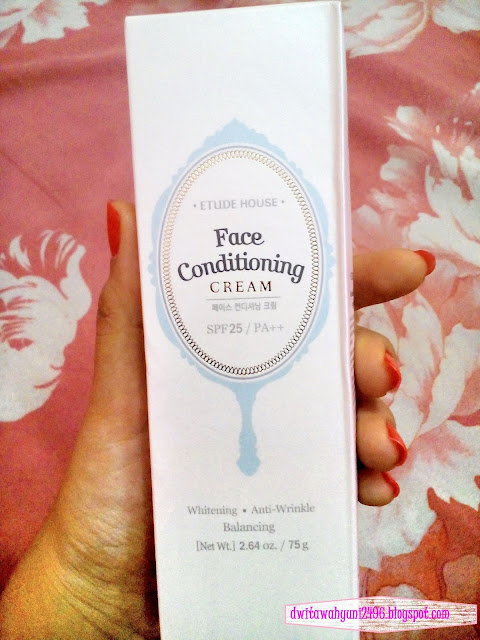 • ETUDE HOUSE •
Face
Conditioning
CREAM
페이스 컨디셔닝 크림
SPF25 / PA++
Whitening • Anti-Wrinkle
Balancing
[Net Wt.] 2.64 oz. / 75 g
dwifawahyuni2496.blogspot.com